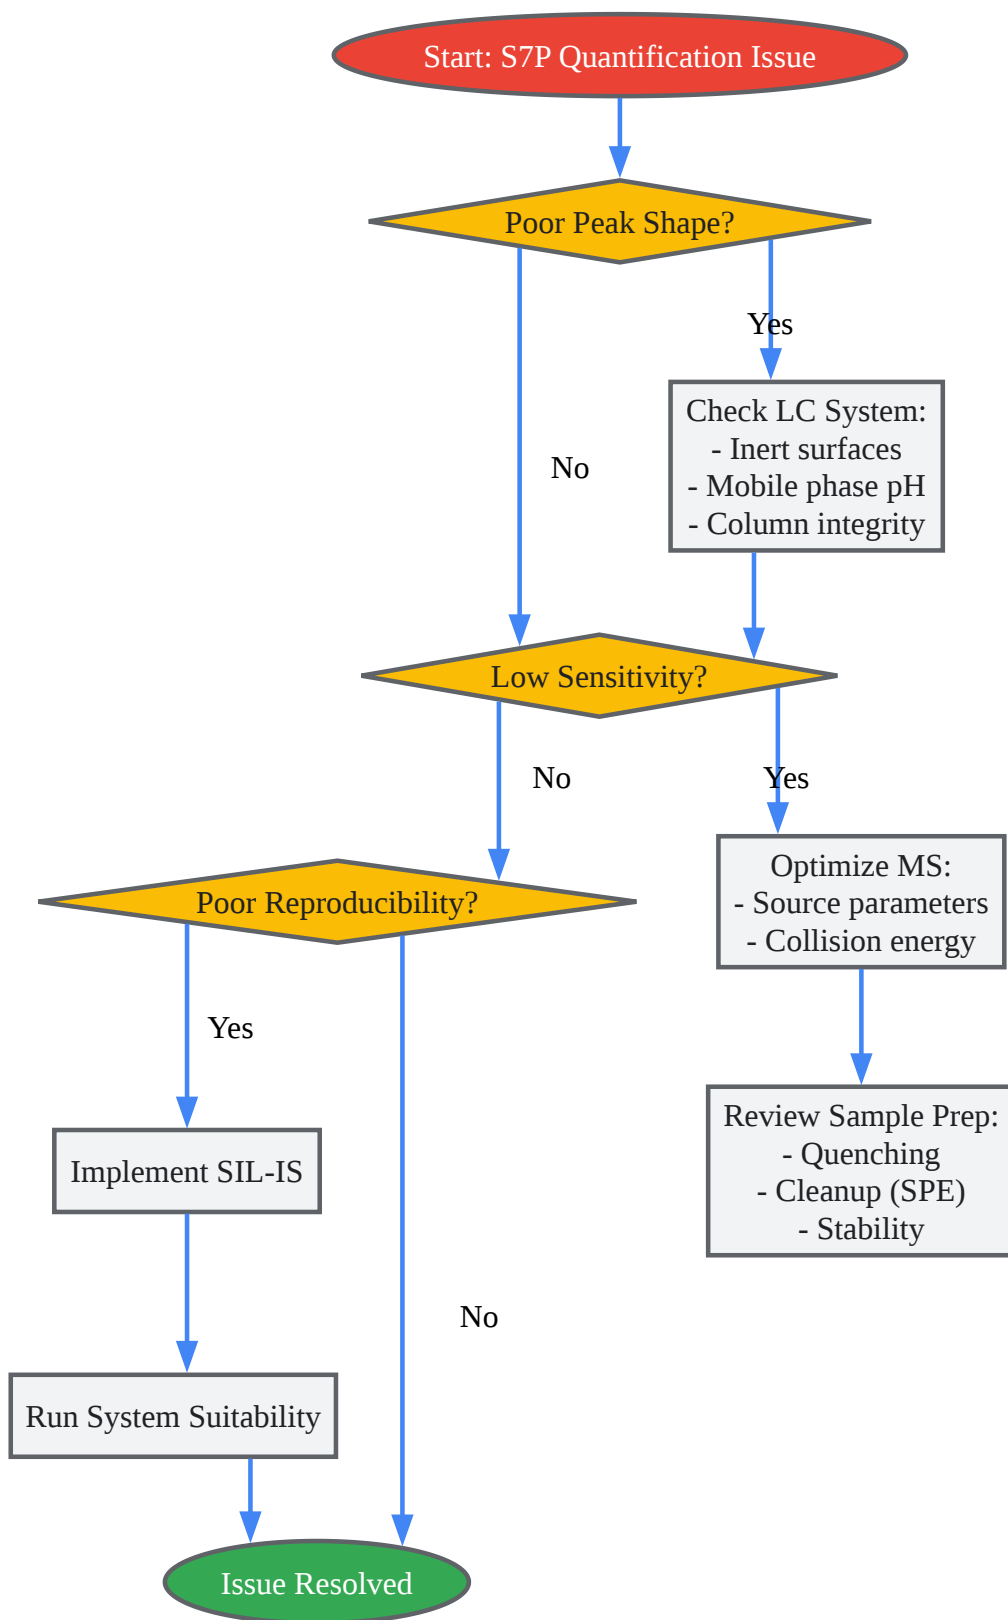 Start: S7P Quantification Issue
Poor Peak Shape?
Yes
Check LC System:
- Inert surfaces
- Mobile phase pH
- Column integrity
No
Low Sensitivity?
No
Yes
Optimize MS:
- Source parameters
- Collision energy
Poor Reproducibility?
Yes
Review Sample Prep:
- Quenching
- Cleanup (SPE)
- Stability
Implement SIL-IS
No
Run System Suitability
Issue Resolved